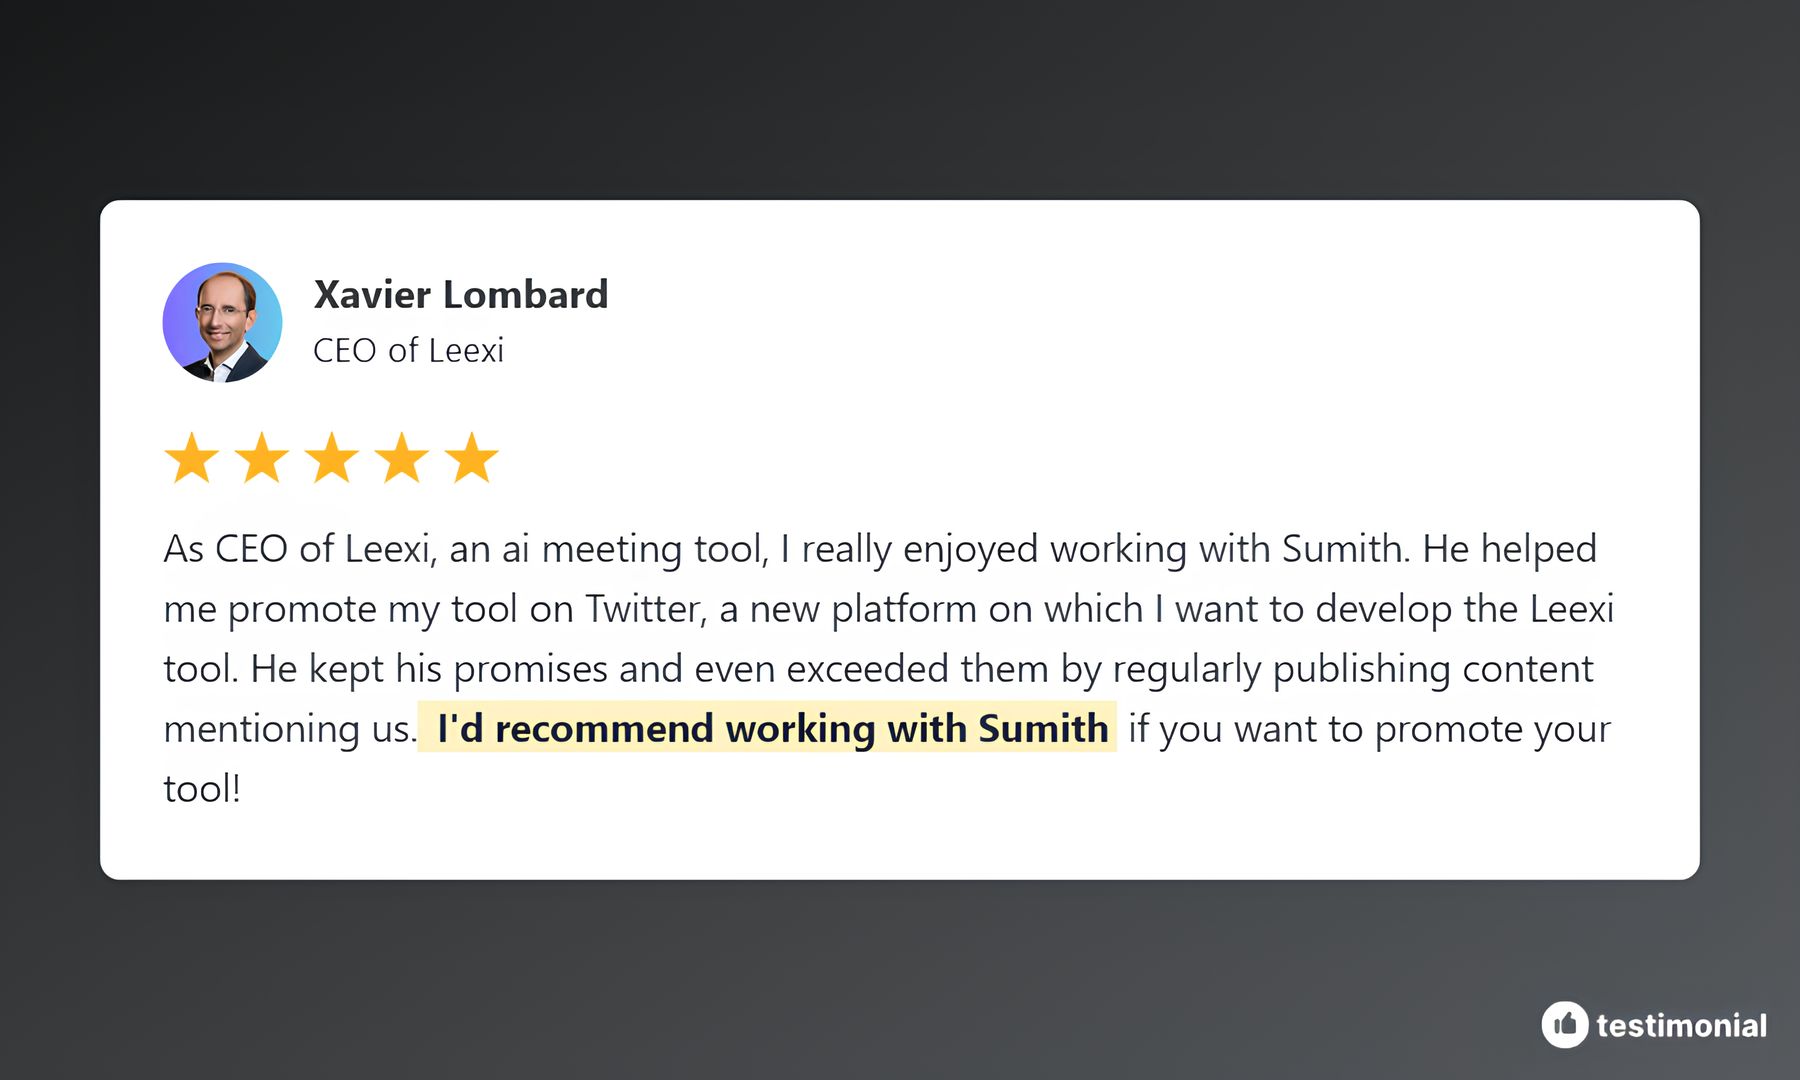 Xavier Lombard
CEO of Leexi
As CEO of Leexi, an ai meeting tool, I really enjoyed working with Sumith. He helped
me promote my tool on Twitter, a new platform on which I want to develop the Leexi
tool. He kept his promises and even exceeded them by regularly publishing content
mentioning us. I'd recommend working with Sumith if you want to promote your
tool!
testimonial